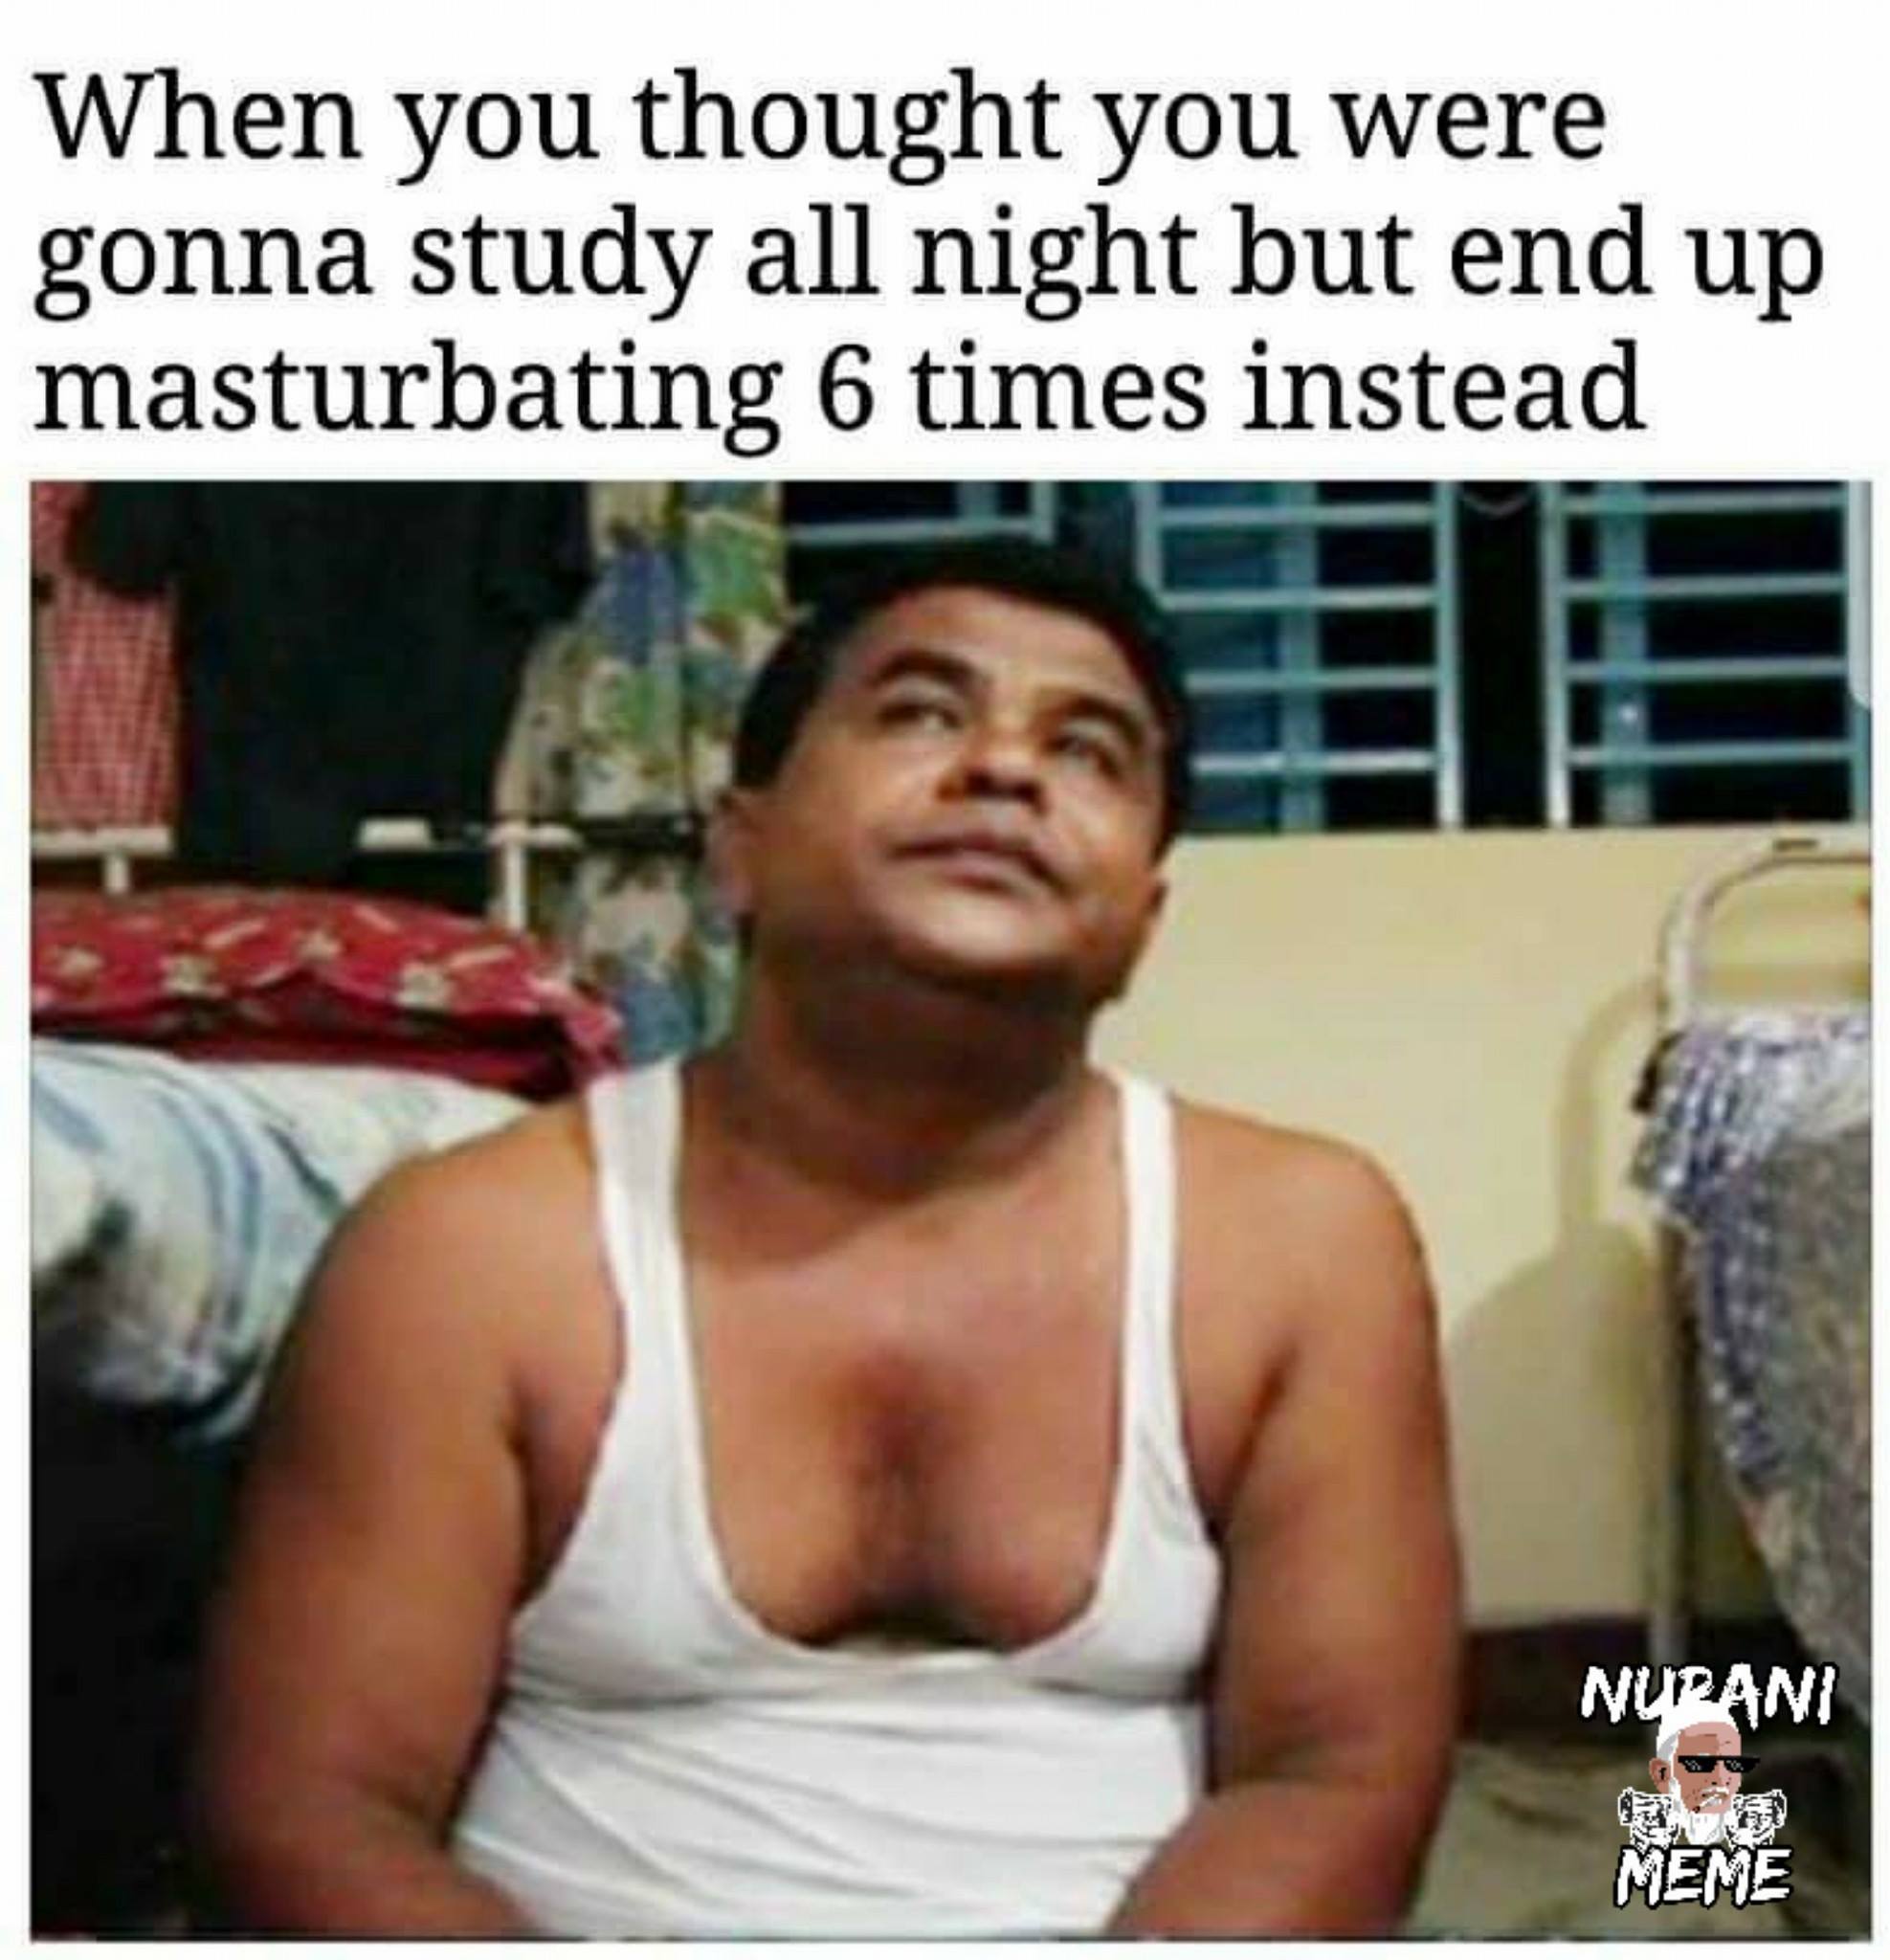 When you thought you were
gonna study all night but end up
masturbating 6 times instead
NURANI
MEME